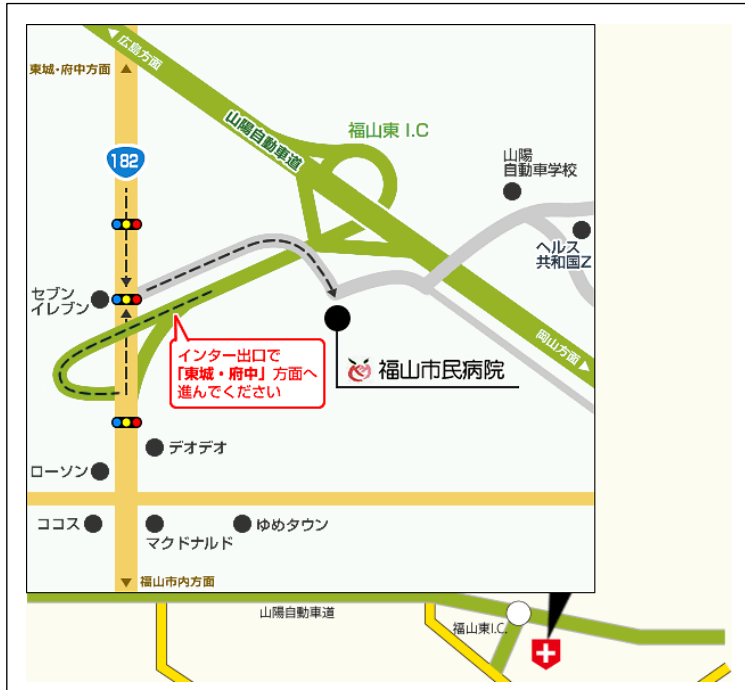 ◀広島方面
東城・府中方面
山陽自動車道
福山東 I.C
182
山陽
自動車学校
ヘルス
共和国Z
セブン
イレブン
岡山方面▶
インター出口で
「東城・府中」方面へ
進んでください
福山市民病院
デオデオ
ローソン
ココス
マクドナルド
ゆめタウン
福山市内方面
山陽自動車道
福山東I.C.